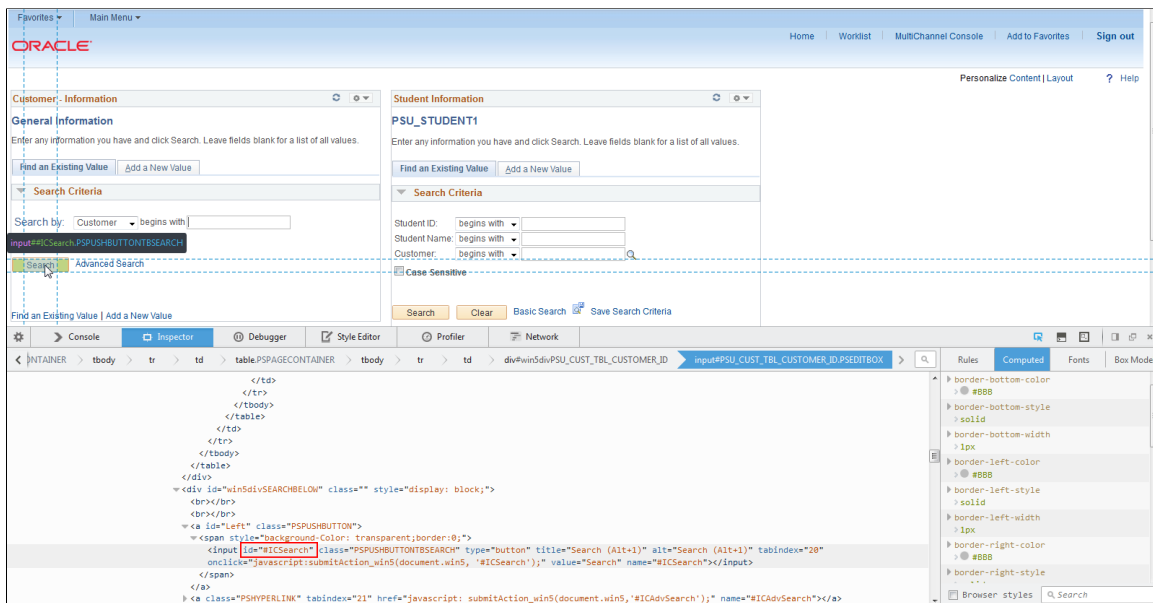 Favorites Main Menu
ORACLE
Home Worklist MultiChannel Console Add to Favorites Sign out
Personalize Content | Layout ? Help
Customer - Information
General Information
Enter any information you have and click Search. Leave fields blank for a list of all values.
Find an Existing Value Add a New Value
Search Criteria
Search by: Customer begins with
input##ICSearch.PSPUSHBUTTONTBSEARCH
Search Advanced Search
Find an Existing Value | Add a New Value
Student Information
PSU_STUDENT1
Enter any information you have and click Search. Leave fields blank for a list of all values.
Find an Existing Value Add a New Value
Search Criteria
Student ID: begins with
Student Name: begins with
Customer: begins with
Case Sensitive
Search Clear Basic Search Save Search Criteria
Console Inspector Debugger Style Editor Profiler Network
NTAINER tbody tr td table.PSPAGECONTAINER tbody tr td div#win5divPSU_CUST_TBL_CUSTOMER_ID input#PSU_CUST_TBL_CUSTOMER_ID.PSEDITBOX
Rules Computed Fonts Box Mode
</td>
</tr>
</tbody>
</table>
</td>
</tr>
</tbody>
</table>
</div>
<div id="win5divSEARCHBELOW" class="" style="display: block;">
<br></br>
<br></br>
<a id="Left" class="PSPUSHBUTTON">
<span style="background-Color: transparent;border:0;">
<input id="#ICSearch" class="PSPUSHBUTTONTBSEARCH" type="button" title="Search (Alt+1)" alt="Search (Alt+1)" tabindex="20"
onclick="javascript:submitAction_win5(document.win5, '#ICSearch');" value="Search" name="#ICSearch"></input>
</span>
</a>
<a class="PSHYPERLINK" tabindex="21" href="javascript: submitAction_win5(document.win5,'#ICAdvSearch');" name="#ICAdvSearch"></a>
border-bottom-color
#BBB
border-bottom-style
solid
border-bottom-width
1px
border-left-color
#BBB
border-left-style
solid
border-left-width
1px
border-right-color
#BBB
border-right-style
Browser styles Search